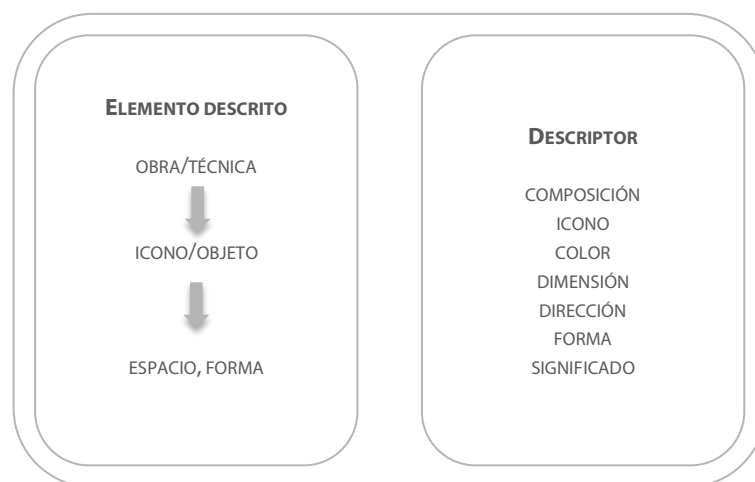 ELEMENTO DESCRITO
OBRA/TÉCNICA
ICONO/OBJETO
ESPACIO, FORMA
DESCRIPTOR
COMPOSICIÓN
ICONO
COLOR
DIMENSIÓN
DIRECCIÓN
FORMA
SIGNIFICADO